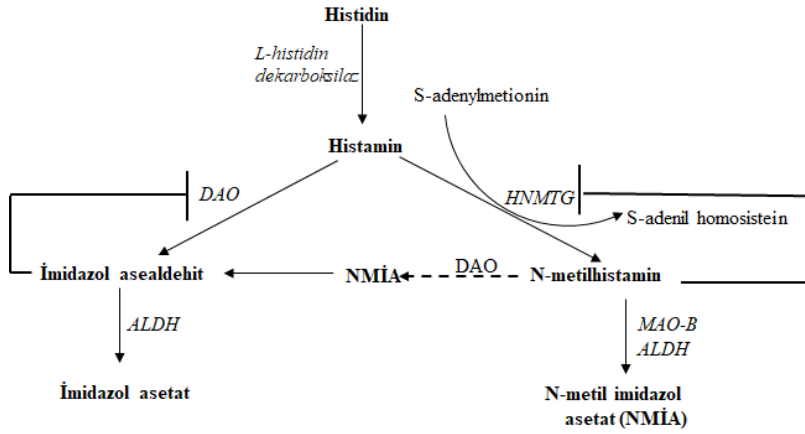 Histidin
L-histidin
dekarboksilaz
S-adenylmetionin
Histamin
DAO
HNMTG
S-adenil homosistein
İmidazol asealdehit
NMİA
DAO
N-metilhistamin
ALDH
MAO-B
ALDH
İmidazol asetat
N-metil imidazol
asetat (NMİA)